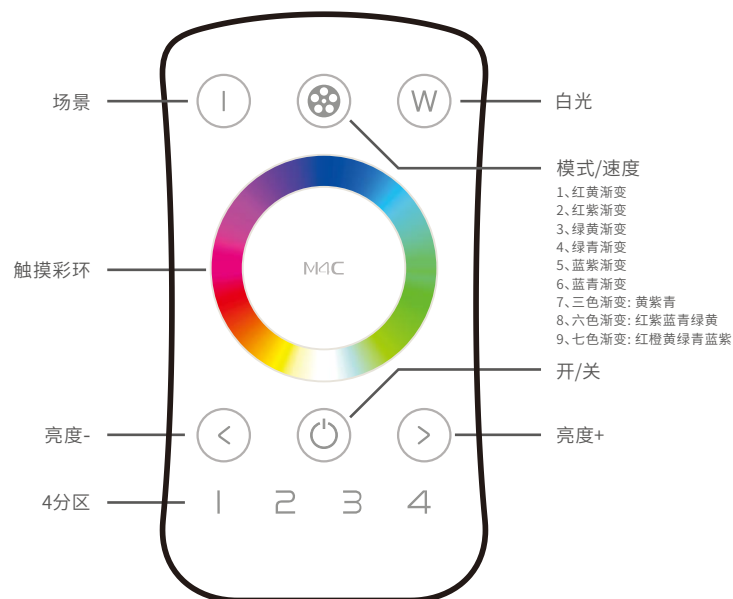 场景
I
W
白光
模式/速度
1、红黄渐变
2、红紫渐变
3、绿黄渐变
4、绿青渐变
5、蓝紫渐变
6、蓝青渐变
7、三色渐变: 黄紫青
8、六色渐变: 红紫蓝青绿黄
9、七色渐变: 红橙黄绿青蓝紫
触摸彩环
M4C
开/关
亮度-
<
>
亮度+
4分区
1 2 3 4